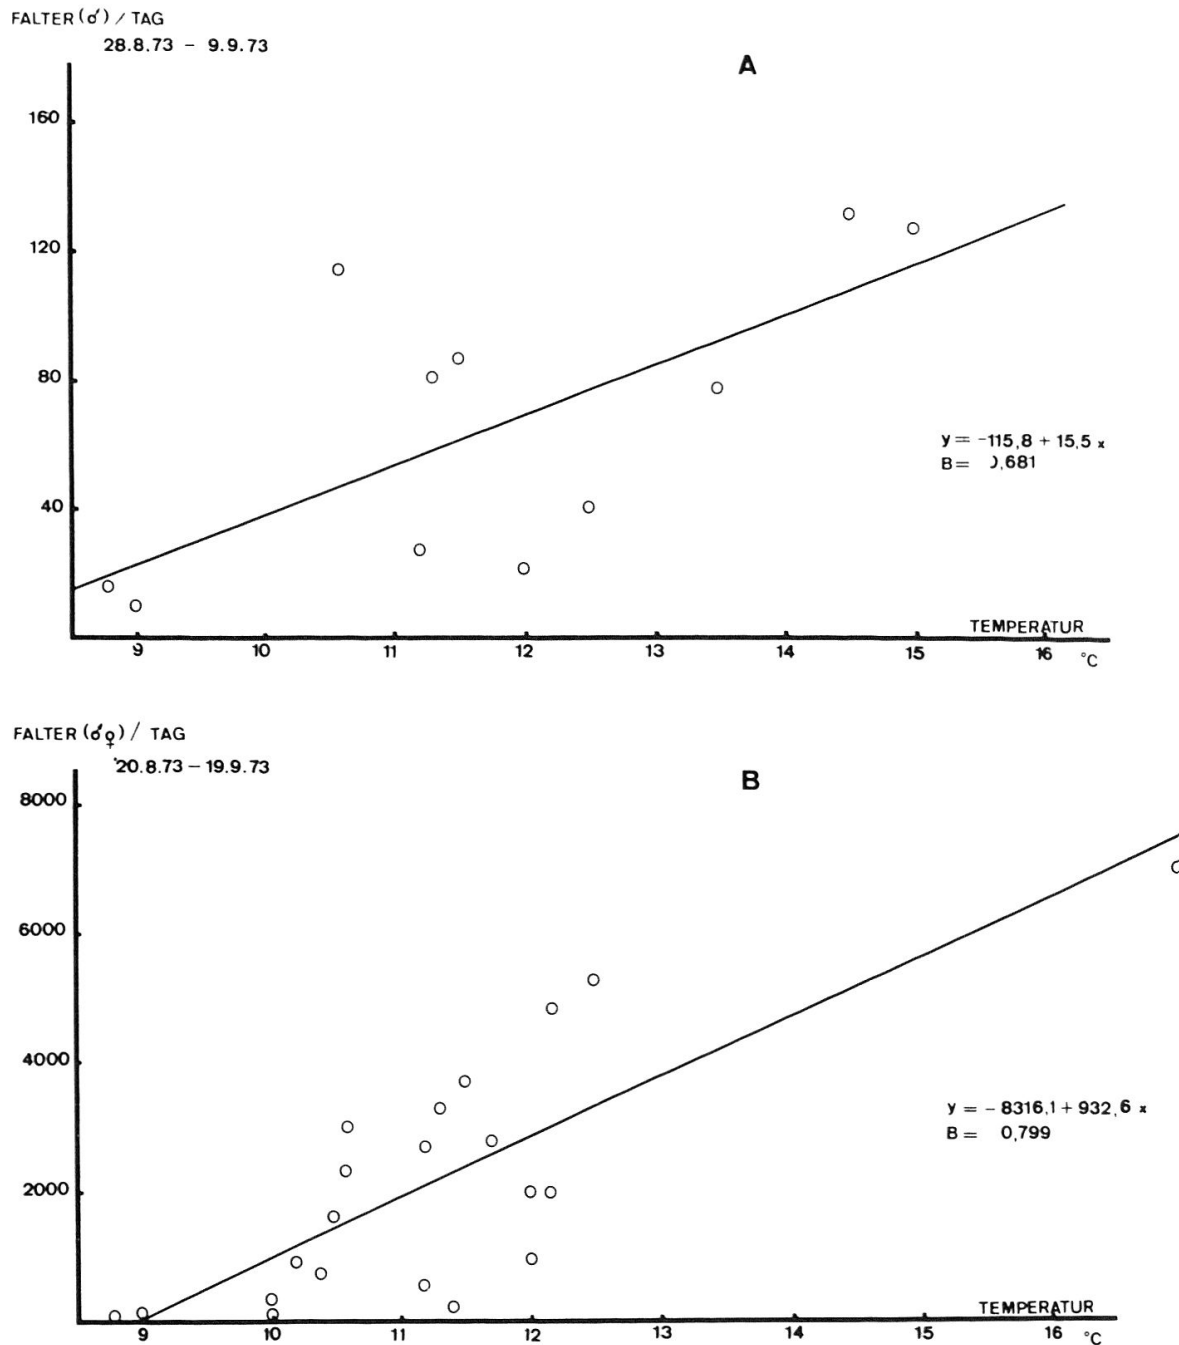 FALTER (♂) / TAG
28.8.73 - 9.9.73
A
160
120
80
40
y = -115,8 + 15,5 x
B = 0,681
TEMPERATUR
9 10 11 12 13 14 15 16 °C
FALTER (♂♀) / TAG
20.8.73 - 19.9.73
B
8000
6000
4000
2000
y = - 8316,1 + 932,6 x
B = 0,799
TEMPERATUR
9 10 11 12 13 14 15 16 °C